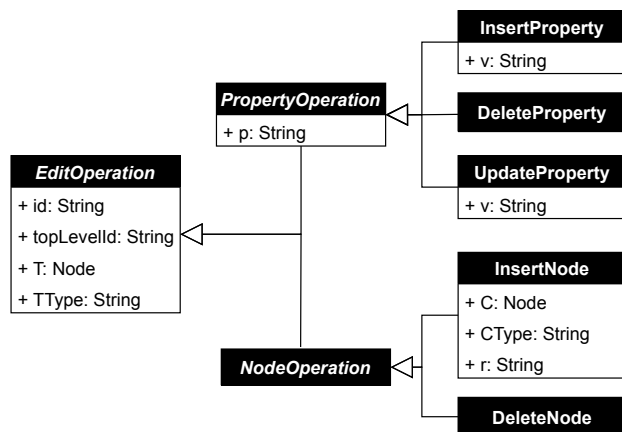 InsertProperty
+ v: String
PropertyOperation
+ p: String
DeleteProperty
UpdateProperty
+ v: String
EditOperation
+ id: String
+ topLevelId: String
+ T: Node
+ TType: String
InsertNode
+ C: Node
+ CType: String
+ r: String
NodeOperation
DeleteNode